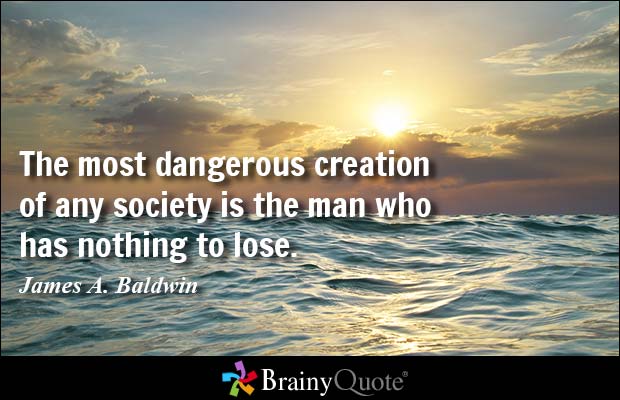 The most dangerous creation
of any society is the man who
has nothing to lose.
James A. Baldwin
BrainyQuote®